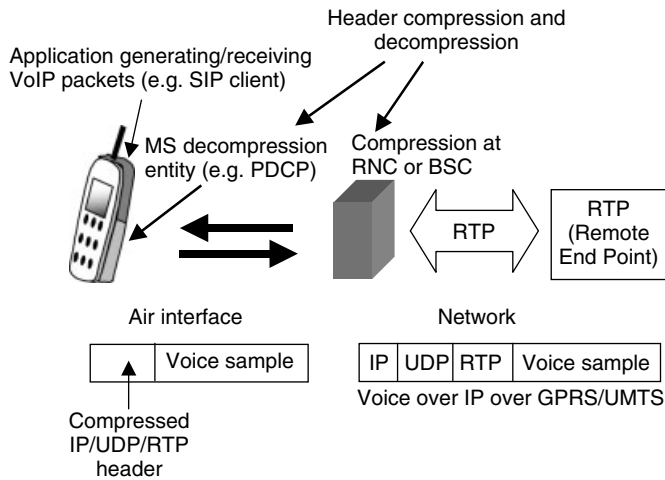 Header compression and
decompression
Application generating/receiving
VoIP packets (e.g. SIP client)
MS decompression
entity (e.g. PDCP)
Compression at
RNC or BSC
RTP
RTP
(Remote
End Point)
Air interface
Network
Voice sample
IP UDP RTP Voice sample
Voice over IP over GPRS/UMTS
Compressed
IP/UDP/RTP
header